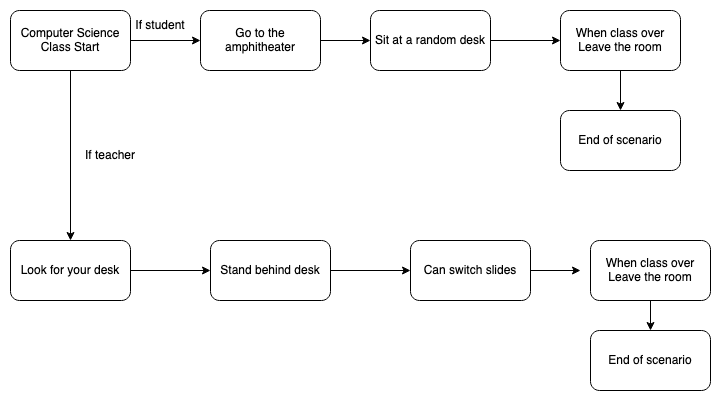 Computer Science
Class Start
If student
Go to the
amphitheater
Sit at a random desk
When class over
Leave the room
End of scenario
If teacher
Look for your desk
Stand behind desk
Can switch slides
When class over
Leave the room
End of scenario